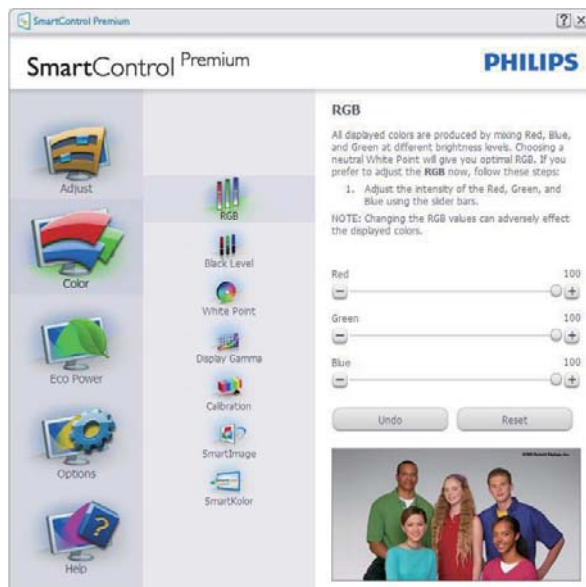 SmartControl Premium
SmartControl Premium
PHILIPS
Adjust
Color
Eco Power
Options
Help
RGB
Black Level
White Point
Display Gamma
Calibration
SmartImage
SmartKolor
RGB
All displayed colors are produced by mixing Red, Blue,
and Green at different brightness levels. Choosing a
neutral White Point will give you optimal RGB. If you
prefer to adjust the RGB now, follow these steps:
1. Adjust the intensity of the Red, Green, and
Blue using the slider bars.
NOTE: Changing the RGB values can adversely effect
the displayed colors.
Red 100
Green 100
Blue 100
Undo Reset